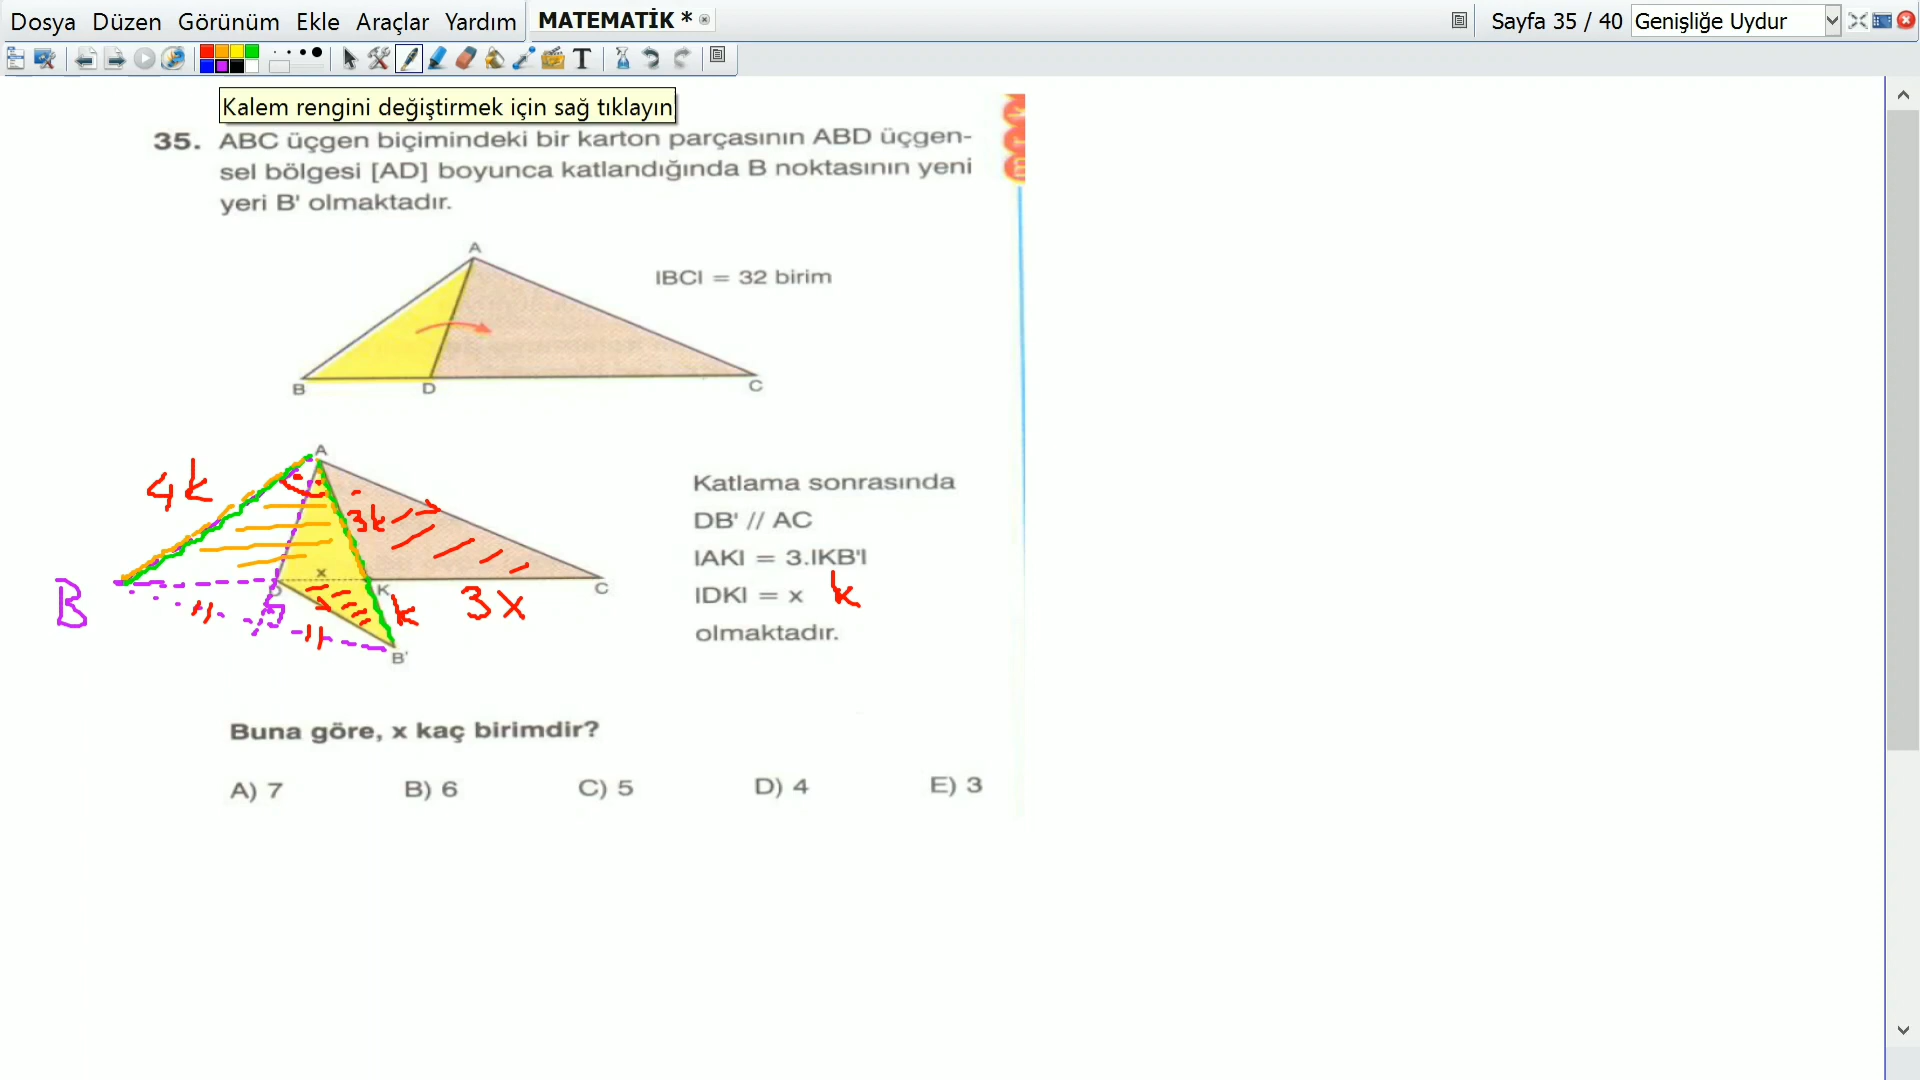 Dosya Düzen Görünüm Ekle Araçlar Yardım MATEMATİK * Sayfa 35 / 40 Genişliğe Uydur
T
Kalem rengini değiştirmek için sağ tıklayın
35. ABC üçgen biçimindeki bir karton parçasının ABD üçgen-
sel bölgesi [AD] boyunca katlandığında B noktasının yeni
yeri B' olmaktadır.
A
IBCI = 32 birim
B D C
A
4k
3k
Katlama sonrasında
DB' // AC
IAKI = 3.IKB'I
x
B D K C
k 3x
IDKI = x k
olmaktadır.
B'
Buna göre, x kaç birimdir?
A) 7 B) 6 C) 5 D) 4 E) 3